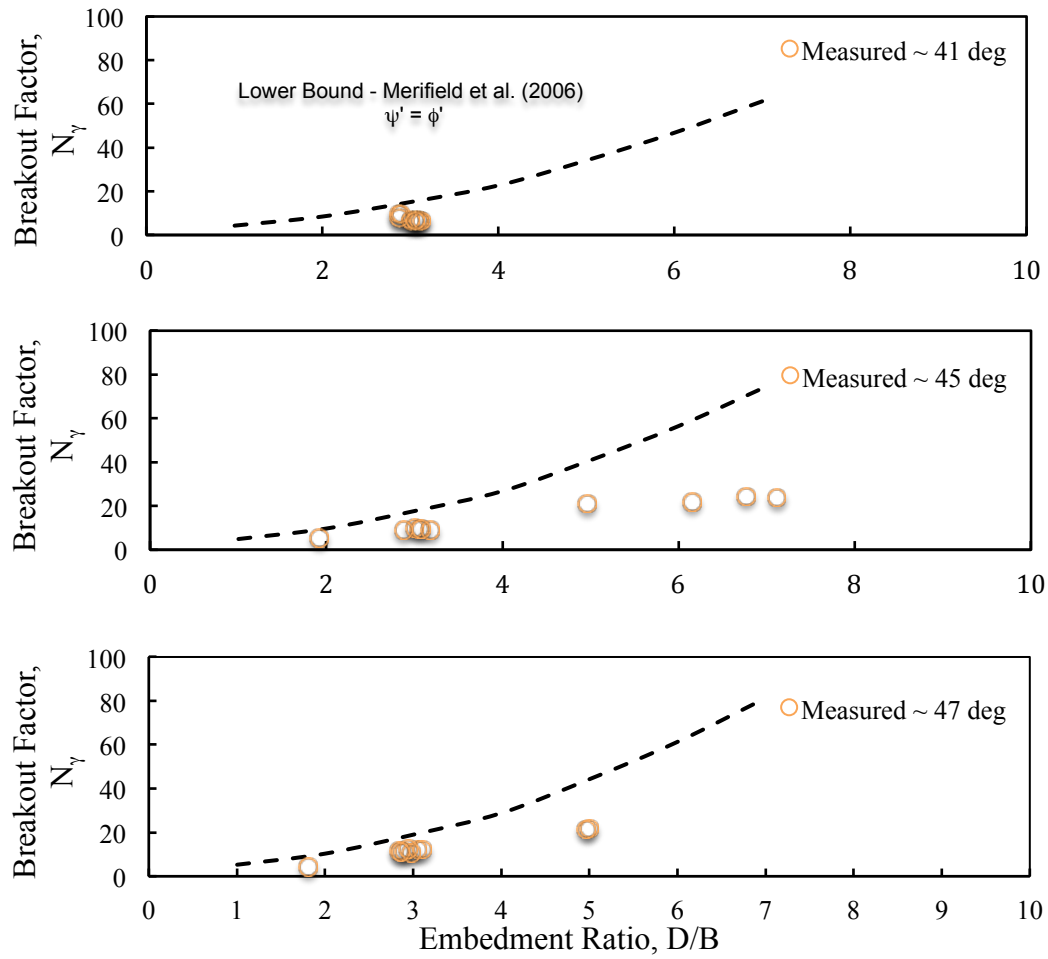 Breakout Factor,
N_γ
100
80
60
40
20
0
Measured ~ 41 deg
Lower Bound - Merifield et al. (2006)
ψ' = ϕ'
0 2 4 6 8 10
Breakout Factor,
N_γ
100
80
60
40
20
0
Measured ~ 45 deg
0 2 4 6 8 10
Breakout Factor,
N_γ
100
80
60
40
20
0
Measured ~ 47 deg
0 1 2 3 4 5 6 7 8 9 10
Embedment Ratio, D/B